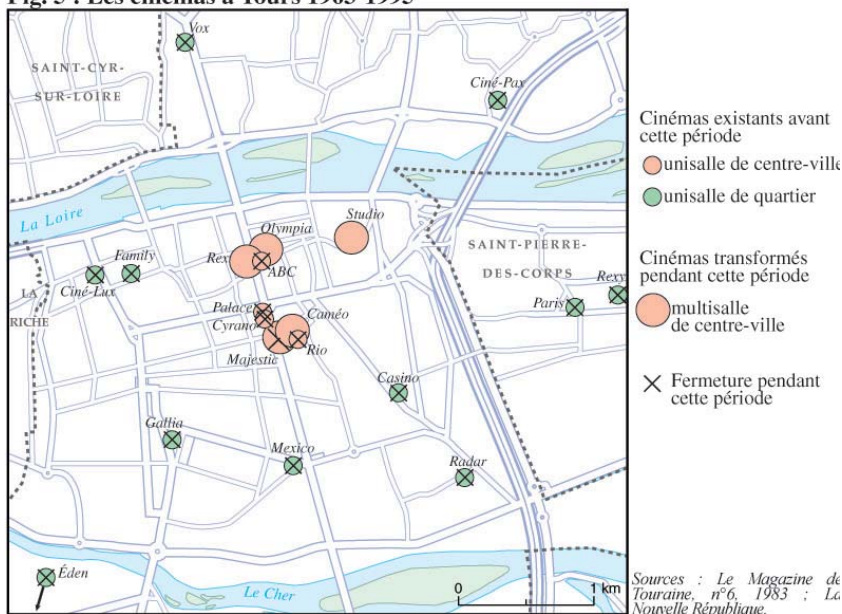 Fig. 5 : Les cinémas à Tours 1965-1995
Vox
SAINT-CYR-
SUR-LOIRE
Ciné-Pax
La Loire
Olympia
Studio
Rex
ABC
Family
Ciné-Lux
SAINT-PIERRE-
DES-CORPS
Rexy
Paris
LA
RICHE
Palace
Cyrano
Caméo
Majestic
Rio
Casino
Gallia
Mexico
Radar
Éden
Le Cher
0 1 km
Cinémas existants avant
cette période
unisalle de centre-ville
unisalle de quartier
Cinémas transformés
pendant cette période
multisalle
de centre-ville
Fermeture pendant
cette période
Sources : Le Magazine de
Touraine, n°6, 1983 ; La
Nouvelle République.